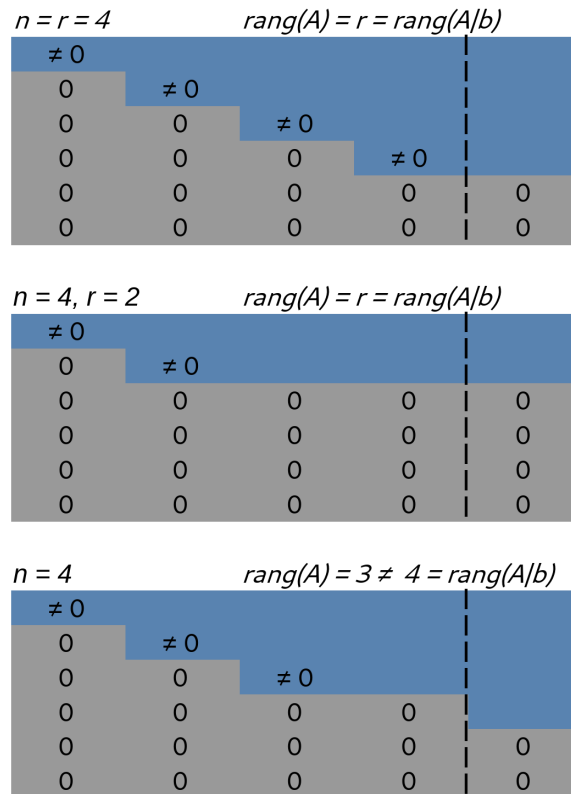 n = r = 4 rang(A) = r = rang(A|b)
≠ 0
0 ≠ 0
0 0 ≠ 0
0 0 0 ≠ 0
0 0 0 0 0
0 0 0 0 0
n = 4, r = 2 rang(A) = r = rang(A|b)
≠ 0
0 ≠ 0
0 0 0 0 0
0 0 0 0 0
0 0 0 0 0
0 0 0 0 0
n = 4 rang(A) = 3 ≠ 4 = rang(A|b)
≠ 0
0 ≠ 0
0 0 ≠ 0
0 0 0 0
0 0 0 0 0
0 0 0 0 0